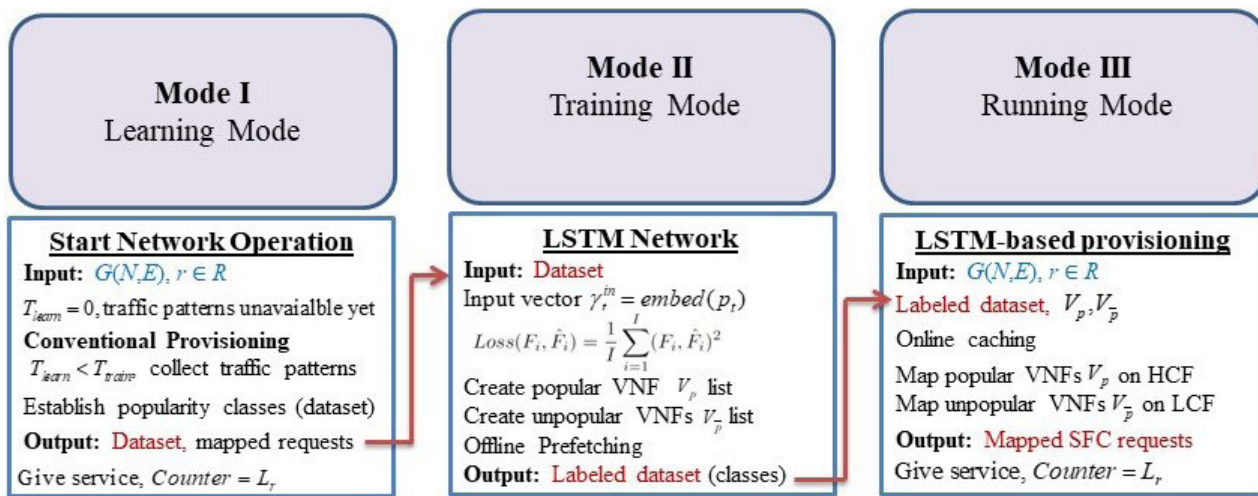 Mode I
Learning Mode
Start Network Operation
Input: G(N,E), r ∈ R
T_learn = 0, traffic patterns unavaialble yet
Conventional Provisioning
T_learn < T_train, collect traffic patterns
Establish popularity classes (dataset)
Output: Dataset, mapped requests
Give service, Counter = L_r
Mode II
Training Mode
LSTM Network
Input: Dataset
Input vector γ_t^in = embed(p_t)
Loss(F_i, F̂_i) = 1/I ∑_{i=1}^{I} (F_i, F̂_i)^2
Create popular VNF V_p list
Create unpopular VNFs V_p̅ list
Offline Prefetching
Output: Labeled dataset (classes)
Mode III
Running Mode
LSTM-based provisioning
Input: G(N,E), r ∈ R
Labeled dataset, V_p, V_p̅
Online caching
Map popular VNFs V_p on HCF
Map unpopular VNFs V_p̅ on LCF
Output: Mapped SFC requests
Give service, Counter = L_r